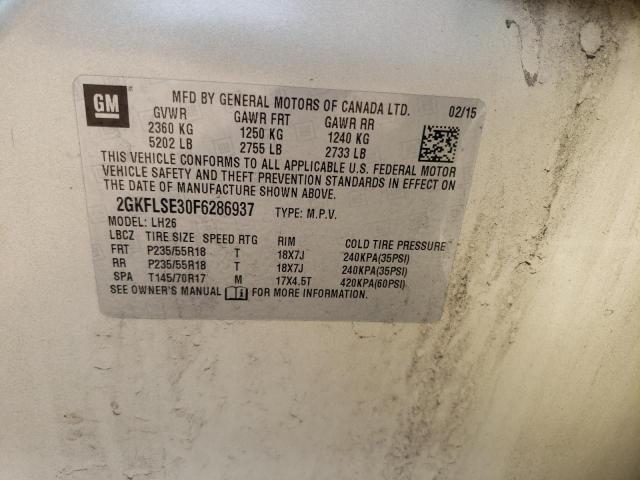 GM
MFD BY GENERAL MOTORS OF CANADA LTD. 02/15
GVWR GAWR FRT GAWR RR
2360 KG 1250 KG 1240 KG
5202 LB 2755 LB 2733 LB
THIS VEHICLE CONFORMS TO ALL APPLICABLE U.S. FEDERAL MOTOR
VEHICLE SAFETY AND THEFT PREVENTION STANDARDS IN EFFECT ON
THE DATE OF MANUFACTURE SHOWN ABOVE.
2GKFLSE30F6286937 TYPE: M.P.V.
MODEL: LH26
LBCZ TIRE SIZE SPEED RTG RIM COLD TIRE PRESSURE
FRT P235/55R18 T 18X7J 240KPA(35PSI)
RR P235/55R18 T 18X7J 240KPA(35PSI)
SPA T145/70R17 M 17X4.5T 420KPA(60PSI)
SEE OWNER'S MANUAL FOR MORE INFORMATION.